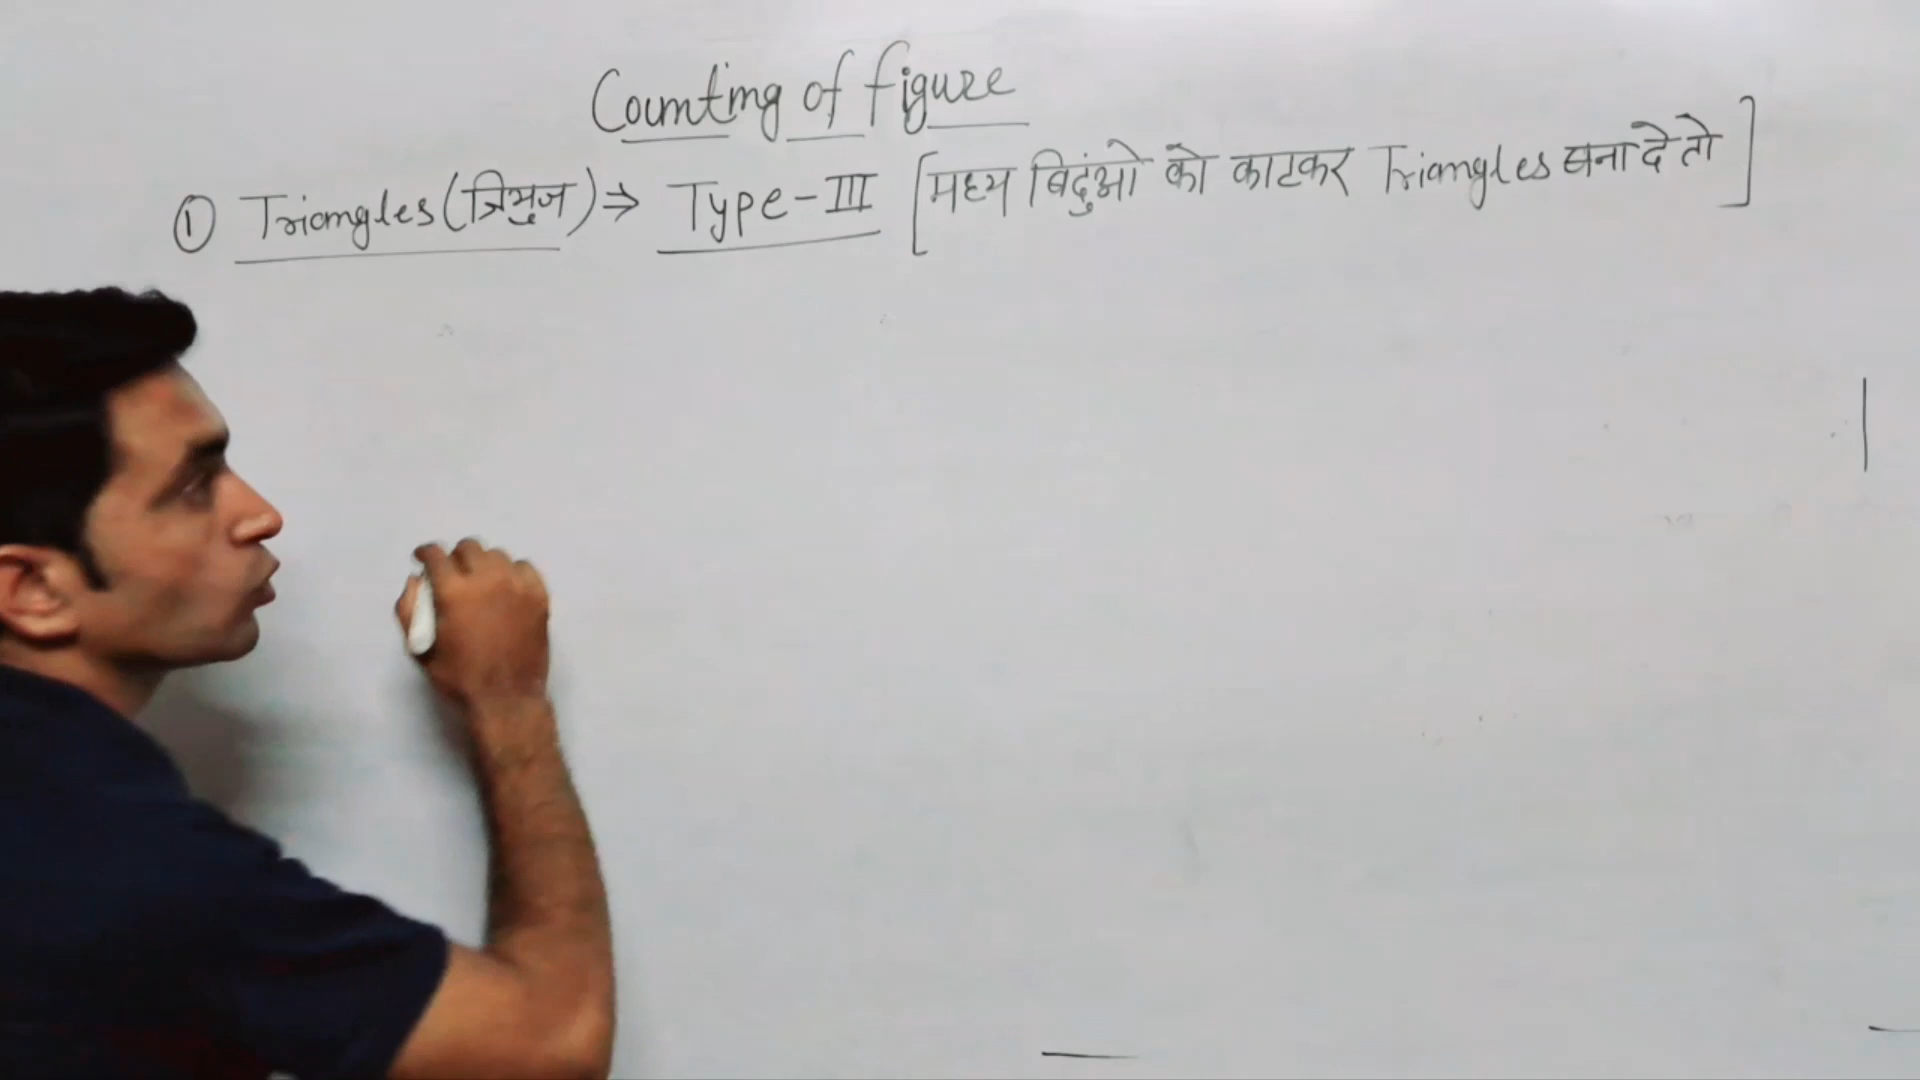 Counting of figure
① Triangles (त्रिभुज) ⇒ Type-III [मध्य बिदुंओ को काटकर Triangles बना दे तो]